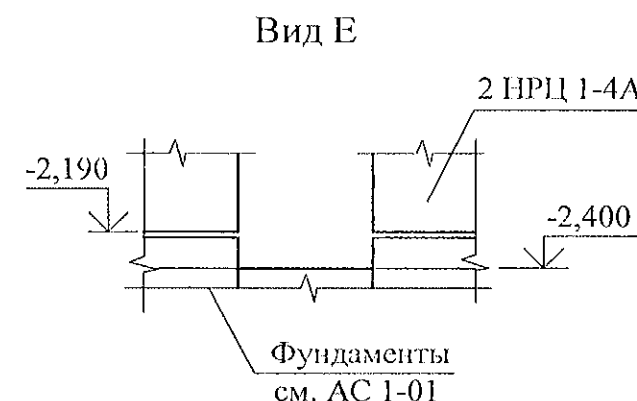 Вид Е
2 НРЦ 1-4А
-2,190
-2,400
Фундаменты
см. АС 1-01